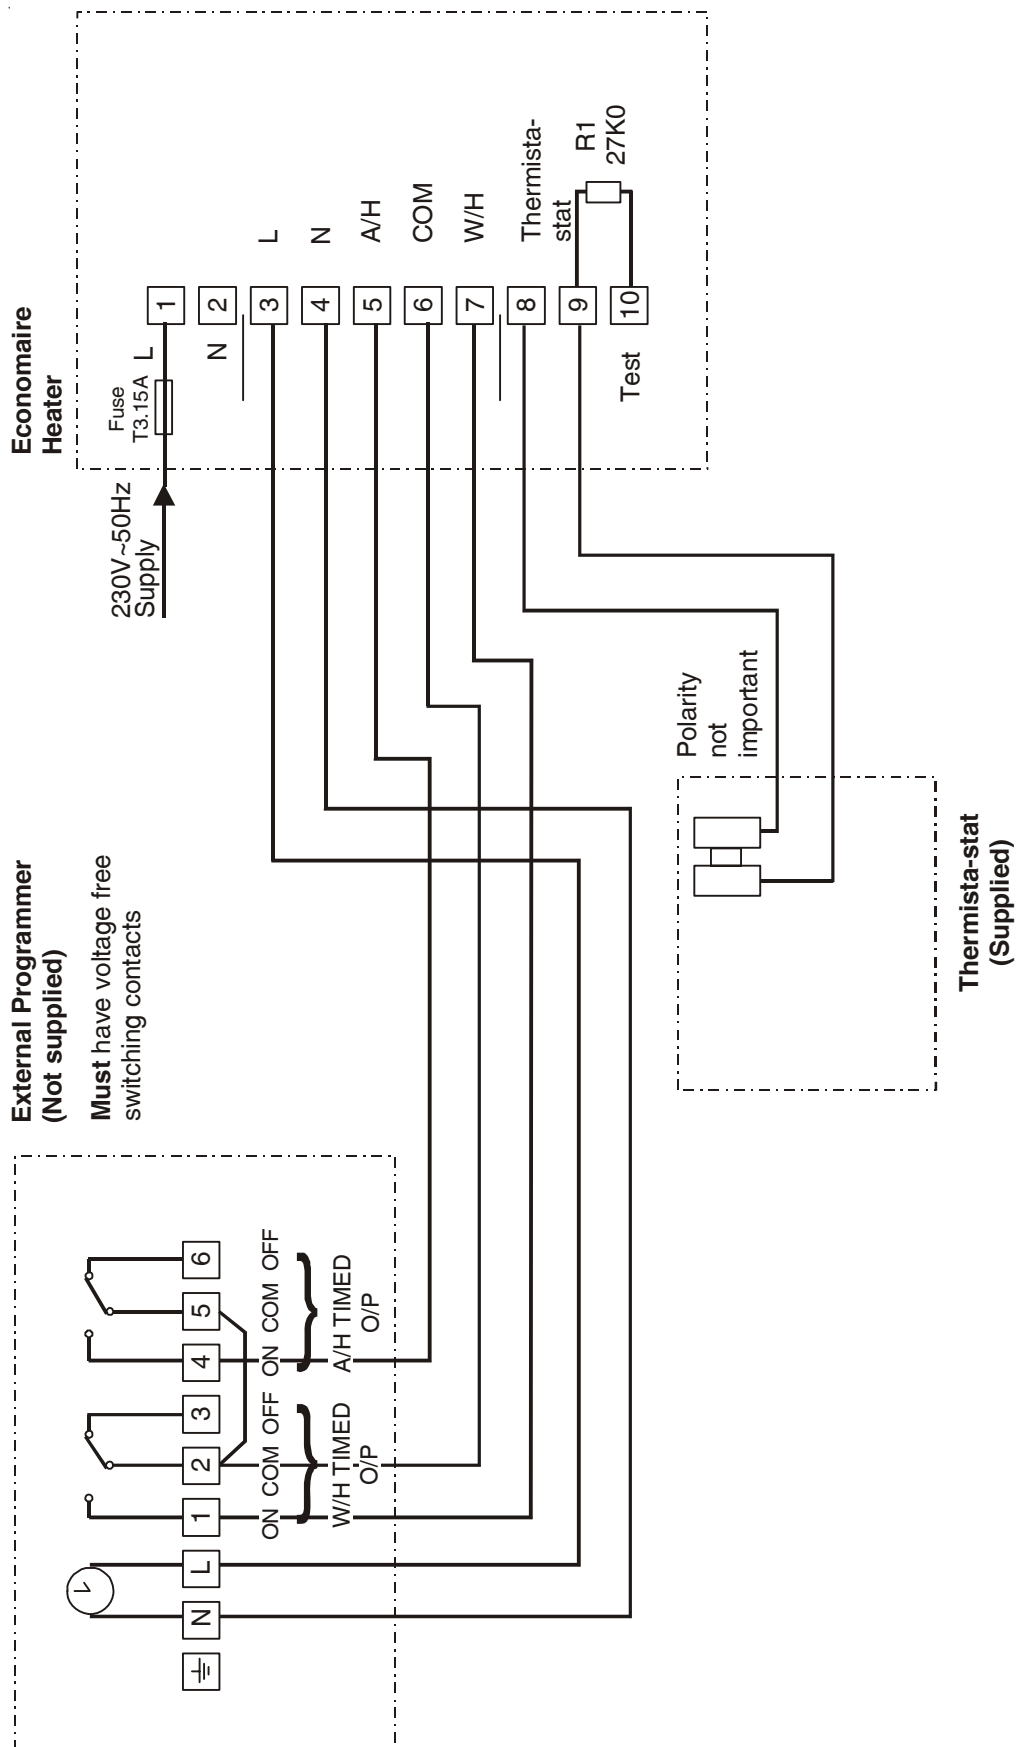 External Programmer
(Not supplied)
Must have voltage free
switching contacts
N
L
1
2
3
4
5
6
ON COM OFF
ON COM OFF
W/H TIMED
O/P
A/H TIMED
O/P
Economaire
Heater
230V~50Hz
Supply
Fuse
T3.15A
L
N
1
2
3
4
5
6
7
8
9
10
L
N
A/H
COM
W/H
Thermista-
stat
Test
R1
27K0
Polarity
not
important
Thermista-stat
(Supplied)